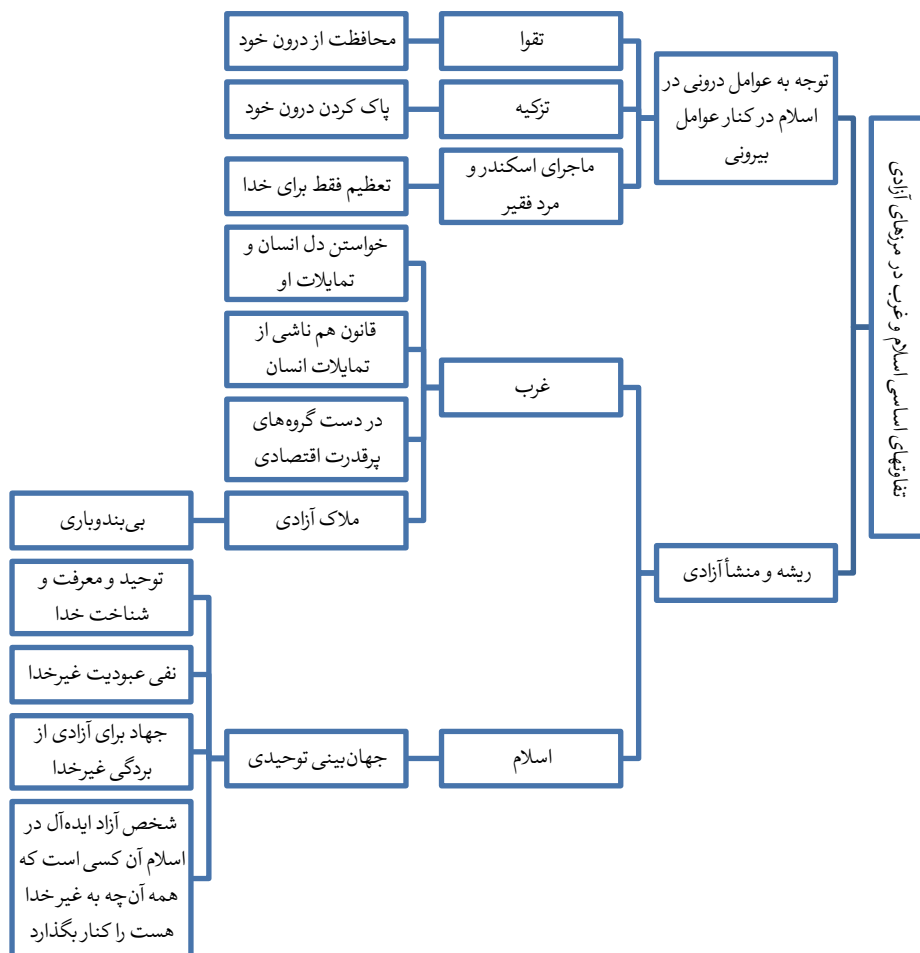 تفاوتهای اساسی اسلام و غرب در مرزهای آزادی
توجه به عوامل درونی در
اسلام در کنار عوامل
بیرونی
تقوا
محافظت از درون خود
تزکیه
پاک کردن درون خود
ماجرای اسکندر و
مرد فقیر
تعظیم فقط برای خدا
ریشه و منشأ آزادی
غرب
خواستن دل انسان و
تمایلات او
قانون هم ناشی از
تمایلات انسان
در دست گروه‌های
پرقدرت اقتصادی
ملاک آزادی
بی‌بندوباری
اسلام
جهان‌بینی توحیدی
توحید و معرفت و
شناخت خدا
نفی عبودیت غیرخدا
جهاد برای آزادی از
بردگی غیرخدا
شخص آزاد ایده‌آل در
اسلام آن کسی است که
همه آن‌چه به غیر خدا
هست را کنار بگذارد